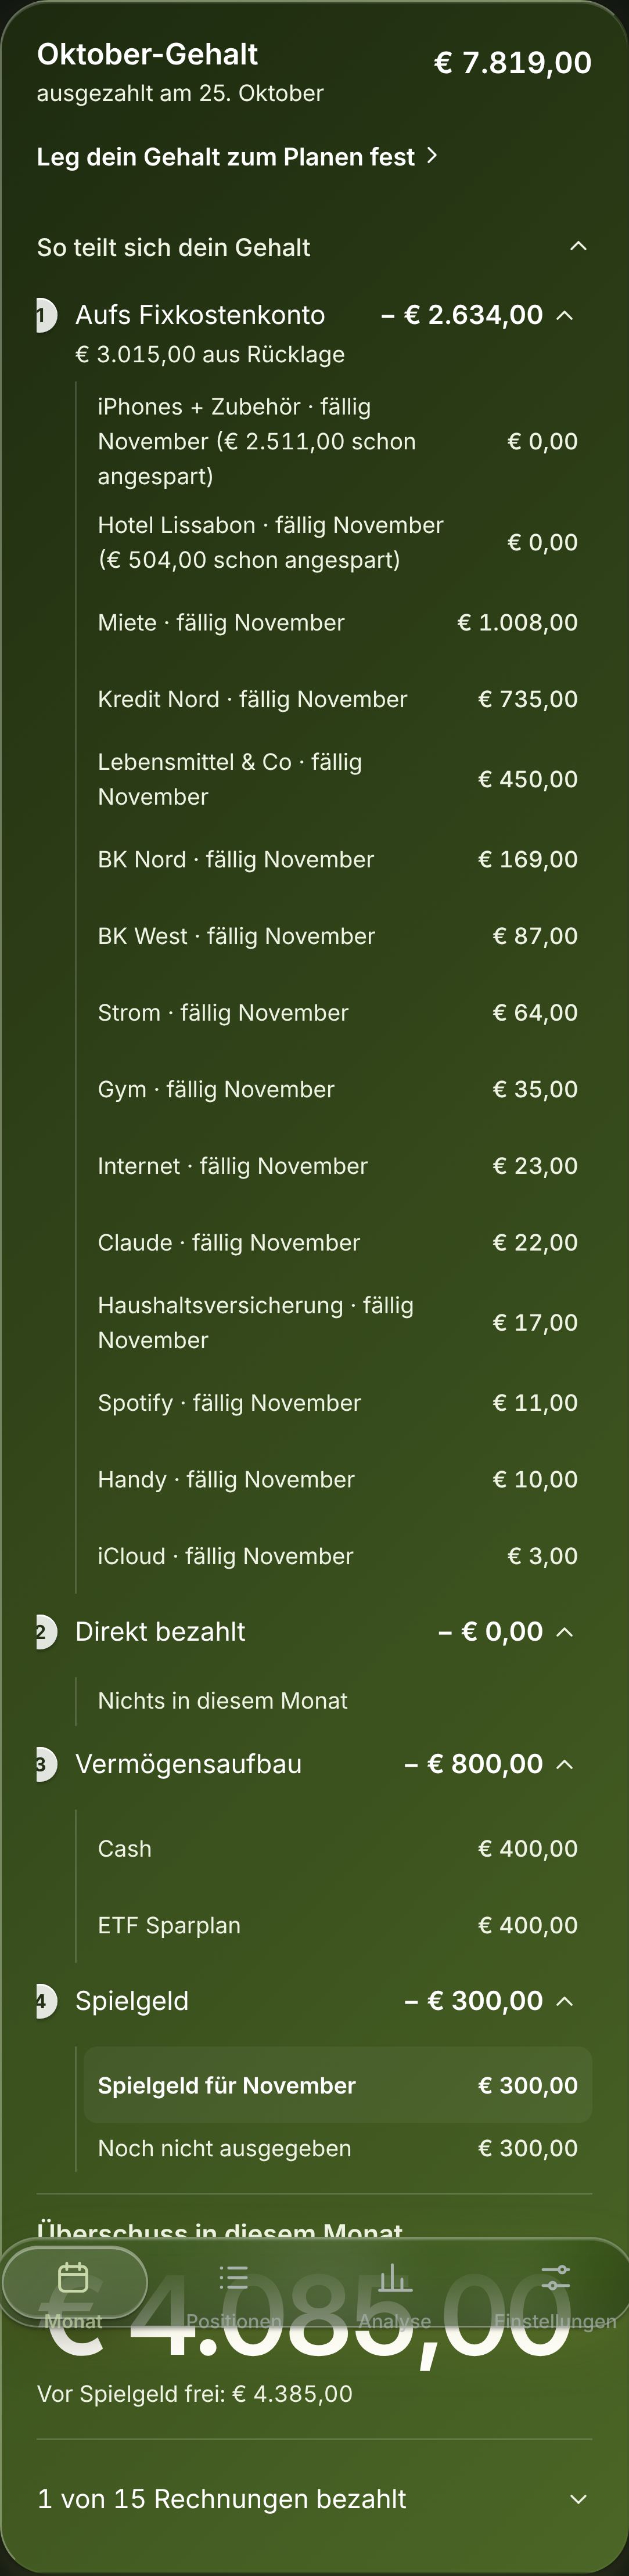 Oktober-Gehalt
€ 7.819,00
ausgezahlt am 25. Oktober
Leg dein Gehalt zum Planen fest
So teilt sich dein Gehalt
1 Aufs Fixkostenkonto – € 2.634,00
€ 3.015,00 aus Rücklage
iPhones + Zubehör · fällig
November (€ 2.511,00 schon
angespart)
€ 0,00
Hotel Lissabon · fällig November
(€ 504,00 schon angespart)
€ 0,00
Miete · fällig November € 1.008,00
Kredit Nord · fällig November € 735,00
Lebensmittel & Co · fällig
November
€ 450,00
BK Nord · fällig November € 169,00
BK West · fällig November € 87,00
Strom · fällig November € 64,00
Gym · fällig November € 35,00
Internet · fällig November € 23,00
Claude · fällig November € 22,00
Haushaltsversicherung · fällig
November
€ 17,00
Spotify · fällig November € 11,00
Handy · fällig November € 10,00
iCloud · fällig November € 3,00
2 Direkt bezahlt – € 0,00
Nichts in diesem Monat
3 Vermögensaufbau – € 800,00
Cash € 400,00
ETF Sparplan € 400,00
4 Spielgeld – € 300,00
Spielgeld für November € 300,00
Noch nicht ausgegeben € 300,00
Überschuss in diesem Monat
€ 4.085,00
Monat Positionen Analyse Einstellungen
Vor Spielgeld frei: € 4.385,00
1 von 15 Rechnungen bezahlt